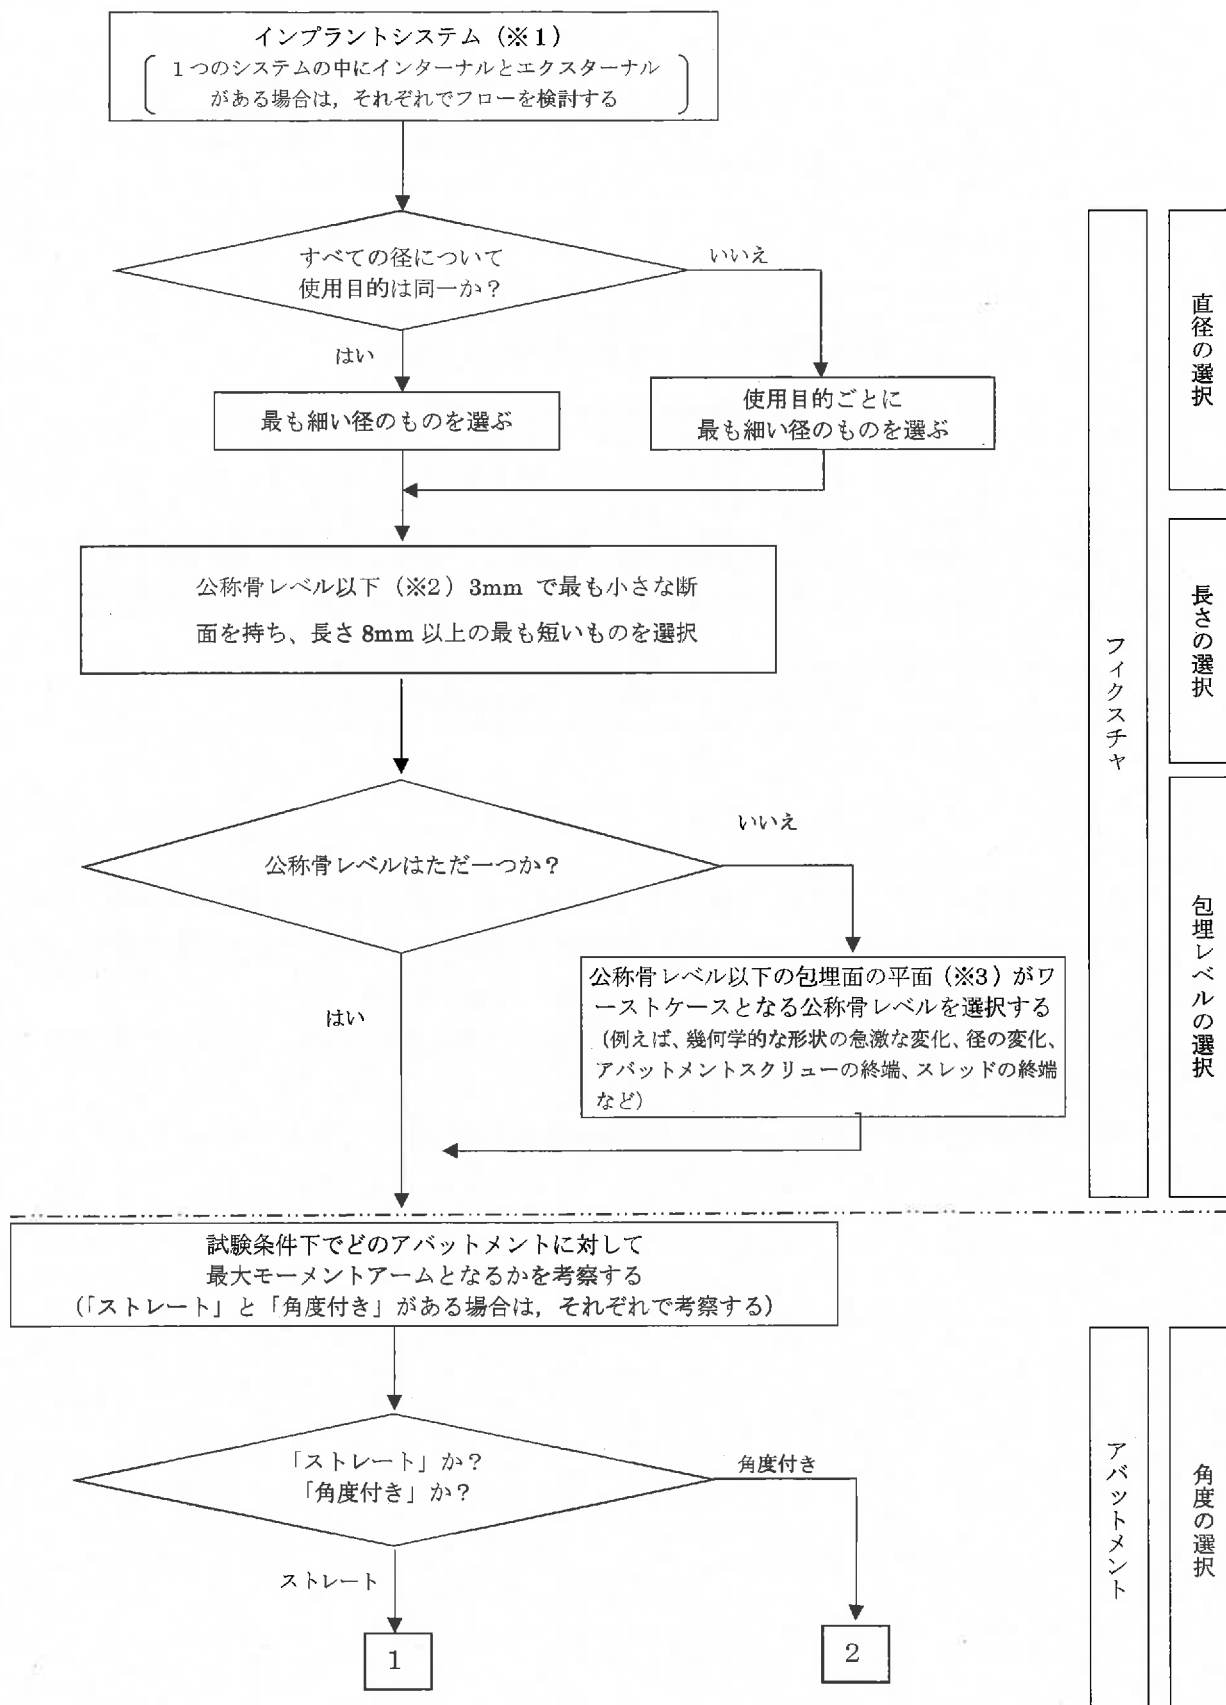 インプラントシステム（※1）
1つのシステムの中にインターナルとエクスターナル
がある場合は，それぞれでフローを検討する
すべての径について
使用目的は同一か？
いいえ
はい
最も細い径のものを選ぶ
使用目的ごとに
最も細い径のものを選ぶ
直径の選択
公称骨レベル以下（※2）3mm で最も小さな断
面を持ち、長さ 8mm 以上の最も短いものを選択
長さの選択
フィクスチャ
公称骨レベルはただ一つか？
いいえ
はい
公称骨レベル以下の包埋面の平面（※3）がワ
ーストケースとなる公称骨レベルを選択する
（例えば、幾何学的な形状の急激な変化、径の変化、
アバットメントスクリューの終端、スレッドの終端
など）
包埋レベルの選択
試験条件下でどのアバットメントに対して
最大モーメントアームとなるかを考察する
（「ストレート」と「角度付き」がある場合は，それぞれで考察する）
「ストレート」か？
「角度付き」か？
角度付き
ストレート
1
2
アバットメント
角度の選択